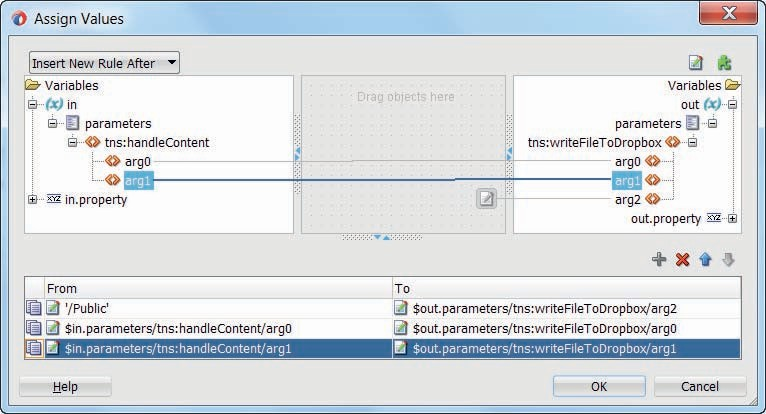 Assign Values
Insert New Rule After
Variables
in
parameters
tns:handleContent
arg0
arg1
in.property
Drag objects here
Variables
out
parameters
tns:writeFileToDropbox
arg0
arg1
arg2
out.property
From To
'/Public' $out.parameters/tns:writeFileToDropbox/arg2
$in.parameters/tns:handleContent/arg0 $out.parameters/tns:writeFileToDropbox/arg0
$in.parameters/tns:handleContent/arg1 $out.parameters/tns:writeFileToDropbox/arg1
Help OK Cancel